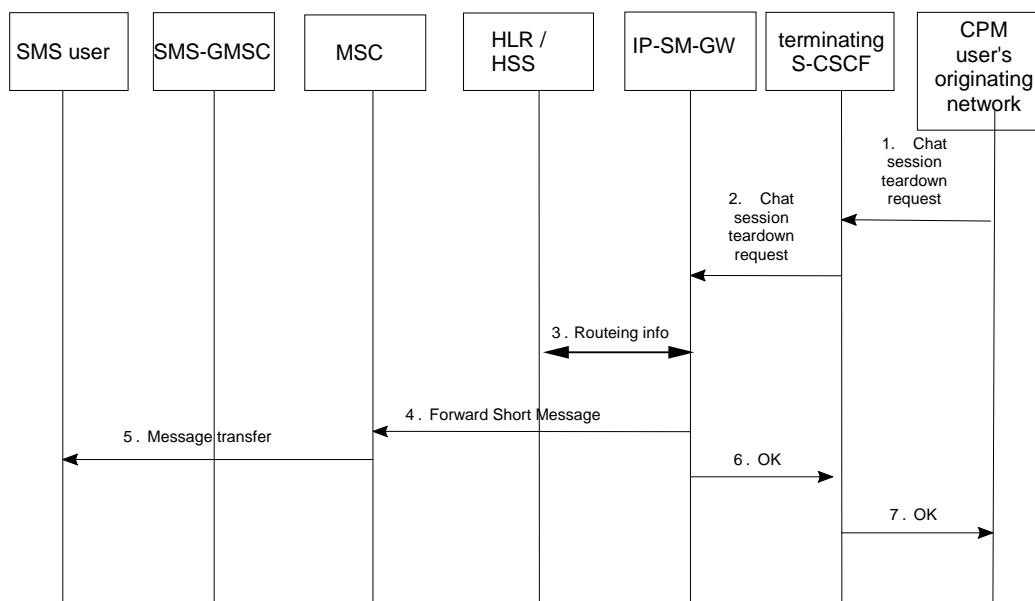 SMS user
SMS-GMSC
MSC
HLR /
HSS
IP-SM-GW
terminating
S-CSCF
CPM
user's
originating
network
1. Chat
session
teardown
request
2. Chat
session
teardown
request
3 . Routeing info
4 . Forward Short Message
5 . Message transfer
6 . OK
7 . OK